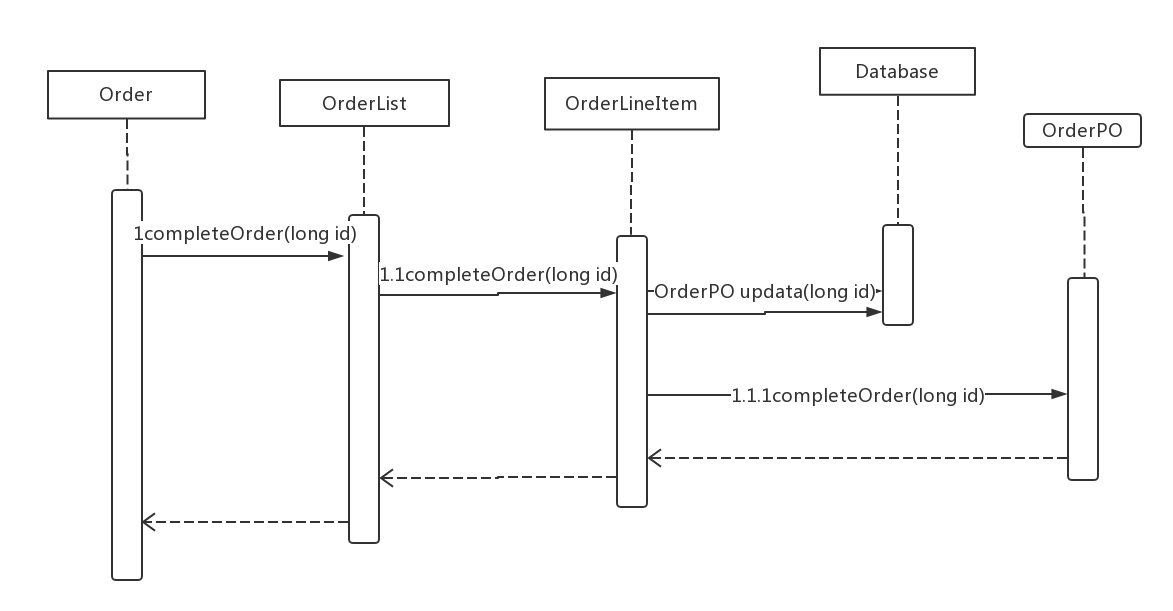 Order
OrderList
OrderLineItem
Database
OrderPO
1completeOrder(long id)
1.1completeOrder(long id)
OrderPO updata(long id)
1.1.1completeOrder(long id)